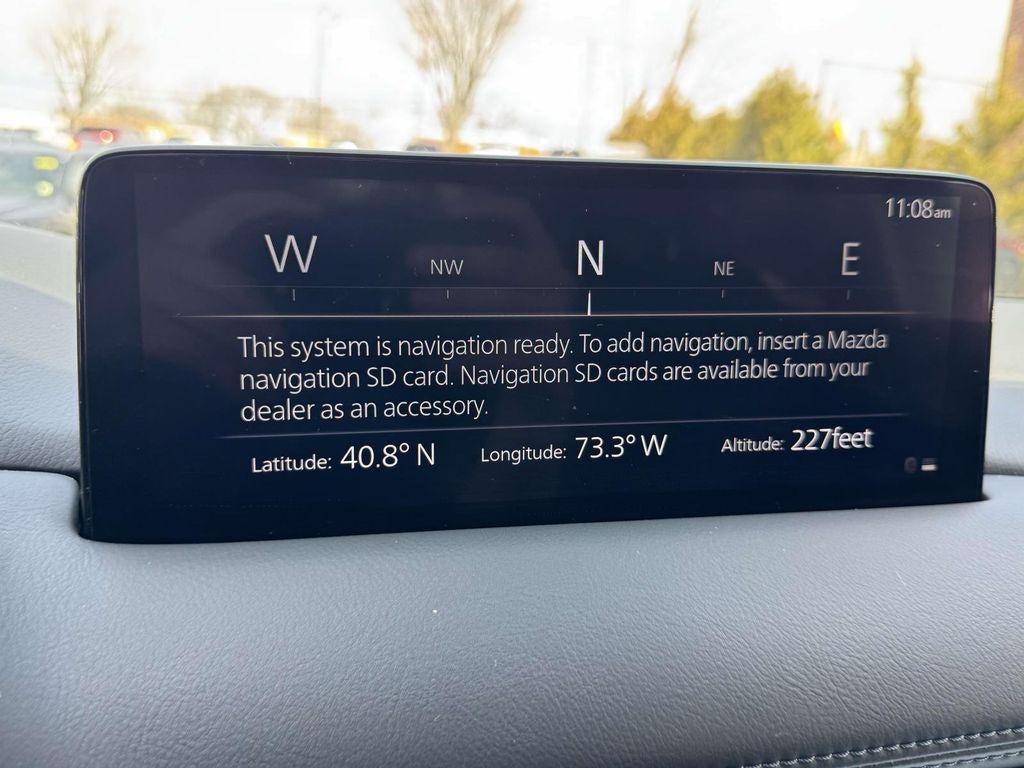 11:08am
W NW N NE E
This system is navigation ready. To add navigation, insert a Mazda
navigation SD card. Navigation SD cards are available from your
dealer as an accessory.
Latitude: 40.8° N Longitude: 73.3° W Altitude: 227feet